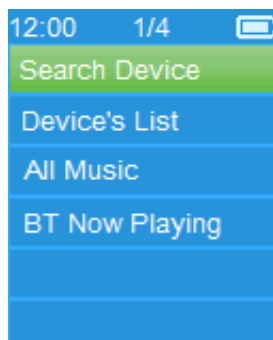 12:00 1/4
Search Device
Device's List
All Music
BT Now Playing